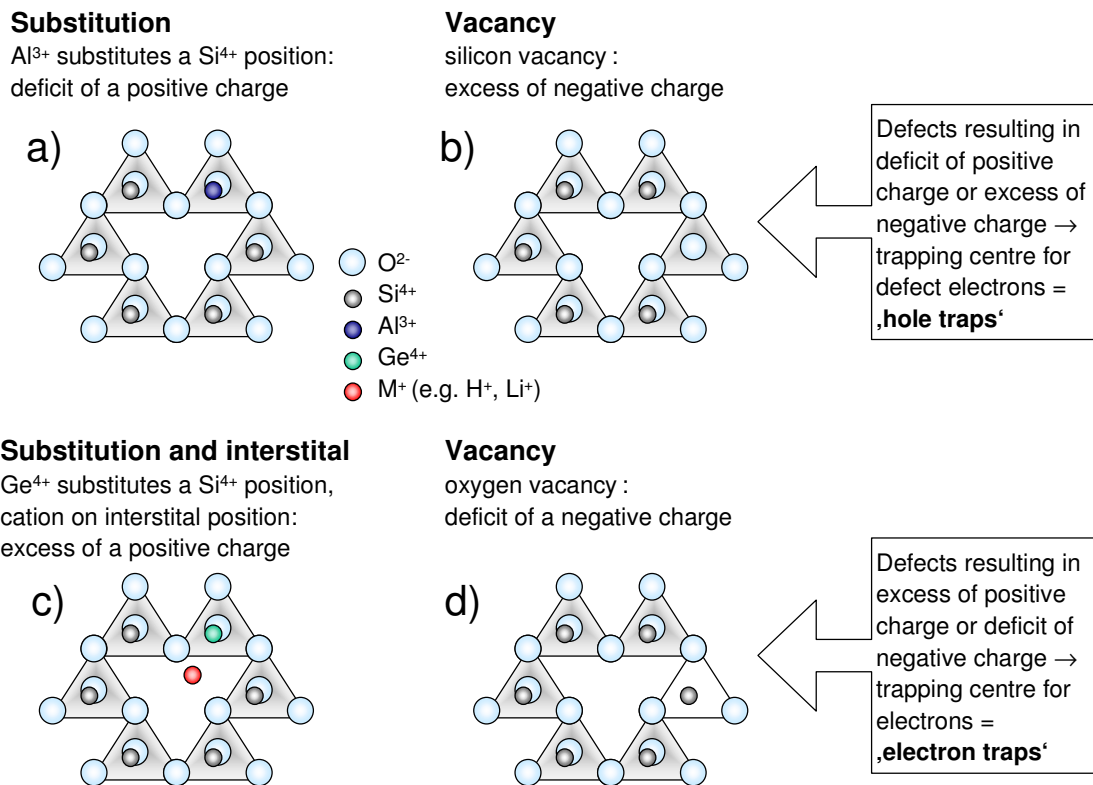 Substitution
Al³⁺ substitutes a Si⁴⁺ position:
deficit of a positive charge
Vacancy
silicon vacancy :
excess of negative charge
a)
b)
Defects resulting in
deficit of positive
charge or excess of
negative charge →
trapping centre for
defect electrons =
‚hole traps‘
O²⁻
Si⁴⁺
Al³⁺
Ge⁴⁺
M⁺ (e.g. H⁺, Li⁺)
Substitution and interstital
Ge⁴⁺ substitutes a Si⁴⁺ position,
cation on interstital position:
excess of a positive charge
Vacancy
oxygen vacancy :
deficit of a negative charge
c)
d)
Defects resulting in
excess of positive
charge or deficit of
negative charge →
trapping centre for
electrons =
‚electron traps‘